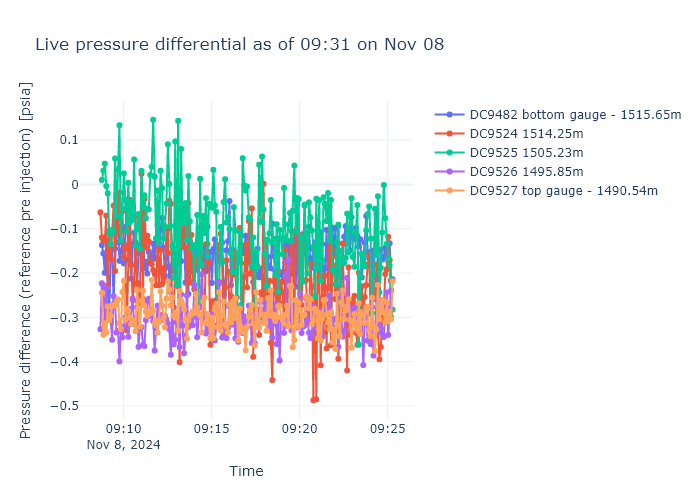 Live pressure differential as of 09:31 on Nov 08
Pressure difference (reference pre injection) [psia]
0.1
0
−0.1
−0.2
−0.3
−0.4
−0.5
09:10
Nov 8, 2024
09:15
09:20
09:25
Time
DC9482 bottom gauge - 1515.65m
DC9524 1514.25m
DC9525 1505.23m
DC9526 1495.85m
DC9527 top gauge - 1490.54m